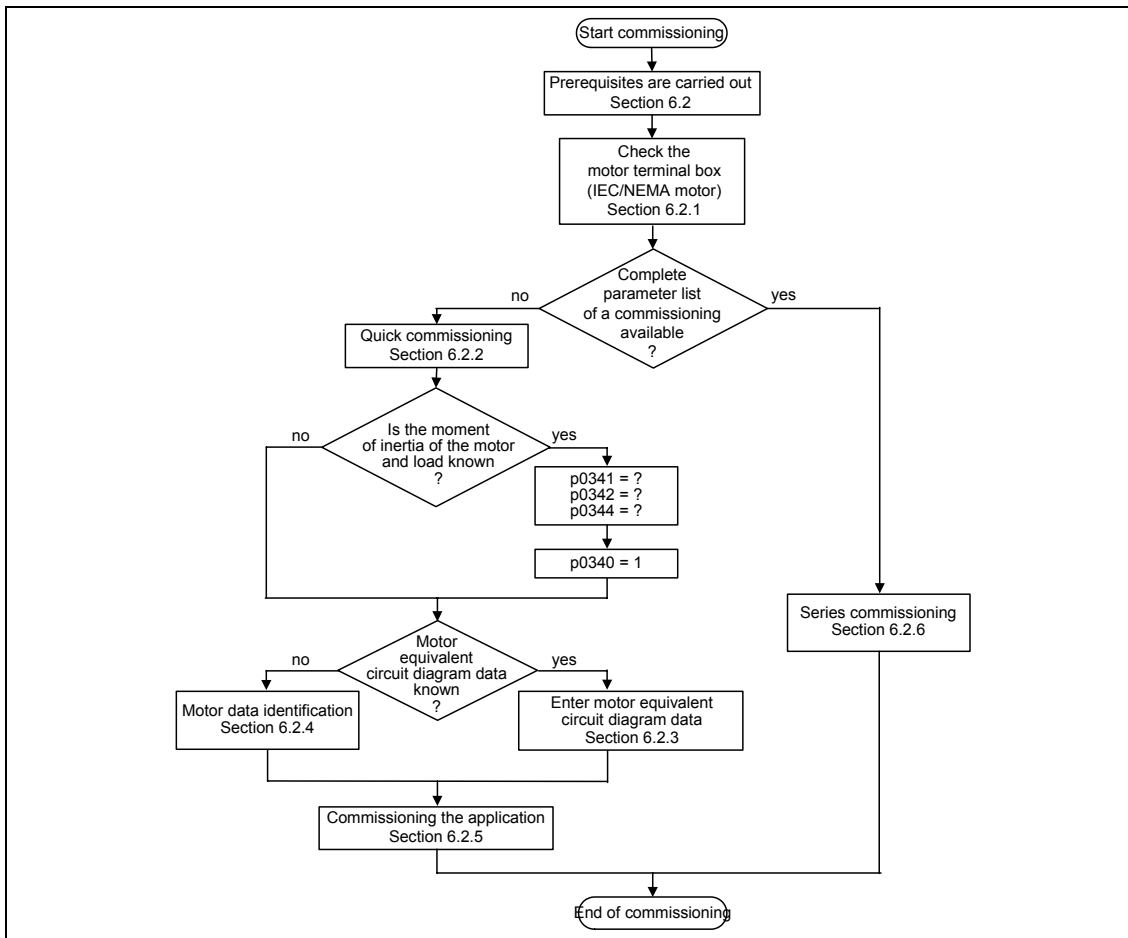 Start commissioning
Prerequisites are carried out
Section 6.2
Check the
motor terminal box
(IEC/NEMA motor)
Section 6.2.1
Complete
parameter list
of a commissioning
available
?
no
yes
Quick commissioning
Section 6.2.2
Is the moment
of inertia of the motor
and load known
?
no
yes
p0341 = ?
p0342 = ?
p0344 = ?
p0340 = 1
Series commissioning
Section 6.2.6
Motor
equivalent
circuit diagram data
known
?
no
yes
Motor data identification
Section 6.2.4
Enter motor equivalent
circuit diagram data
Section 6.2.3
Commissioning the application
Section 6.2.5
End of commissioning